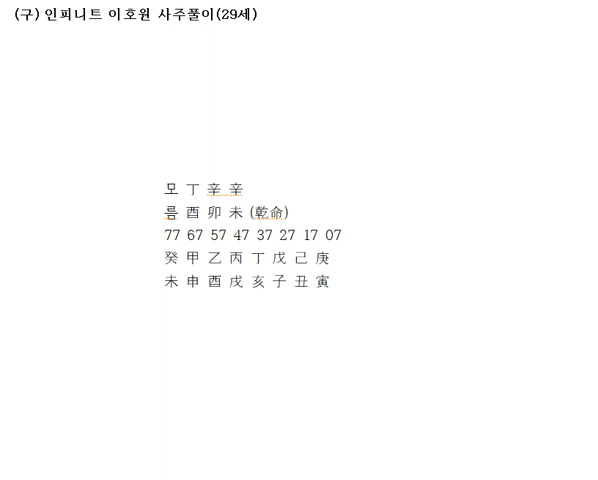 (구) 인피니트 이호원 사주풀이(29세)
모 丁 辛 辛
름 酉 卯 未 (乾命)
77 67 57 47 37 27 17 07
癸 甲 乙 丙 丁 戊 己 庚
未 申 酉 戌 亥 子 丑 寅